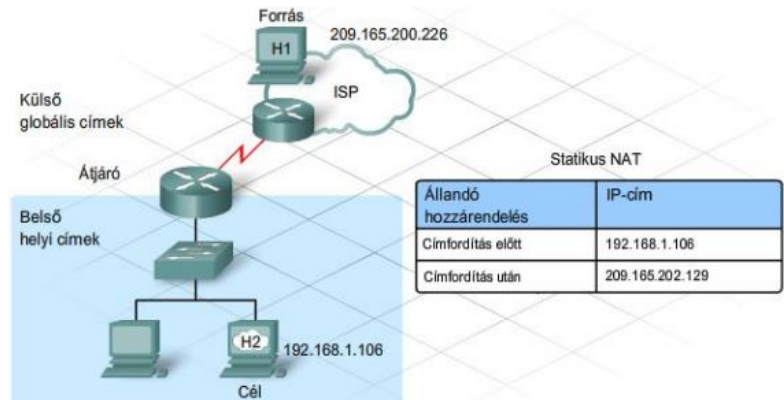 Forrás
209.165.200.226
H1
ISP
Külső
globális címek
Átjáró
Statikus NAT
Állandó
hozzárendelés
IP-cím
Címfordítás előtt
192.168.1.106
Címfordítás után
209.165.202.129
Belső
helyi címek
H2
192.168.1.106
Cél